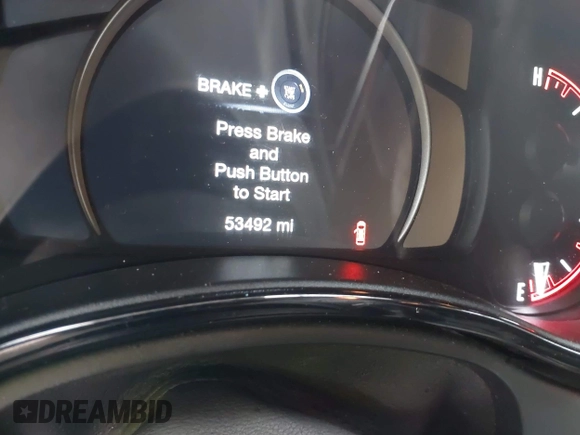 BRAKE +
Press Brake
and
Push Button
to Start
53492 mi
H
E
DREAMBID